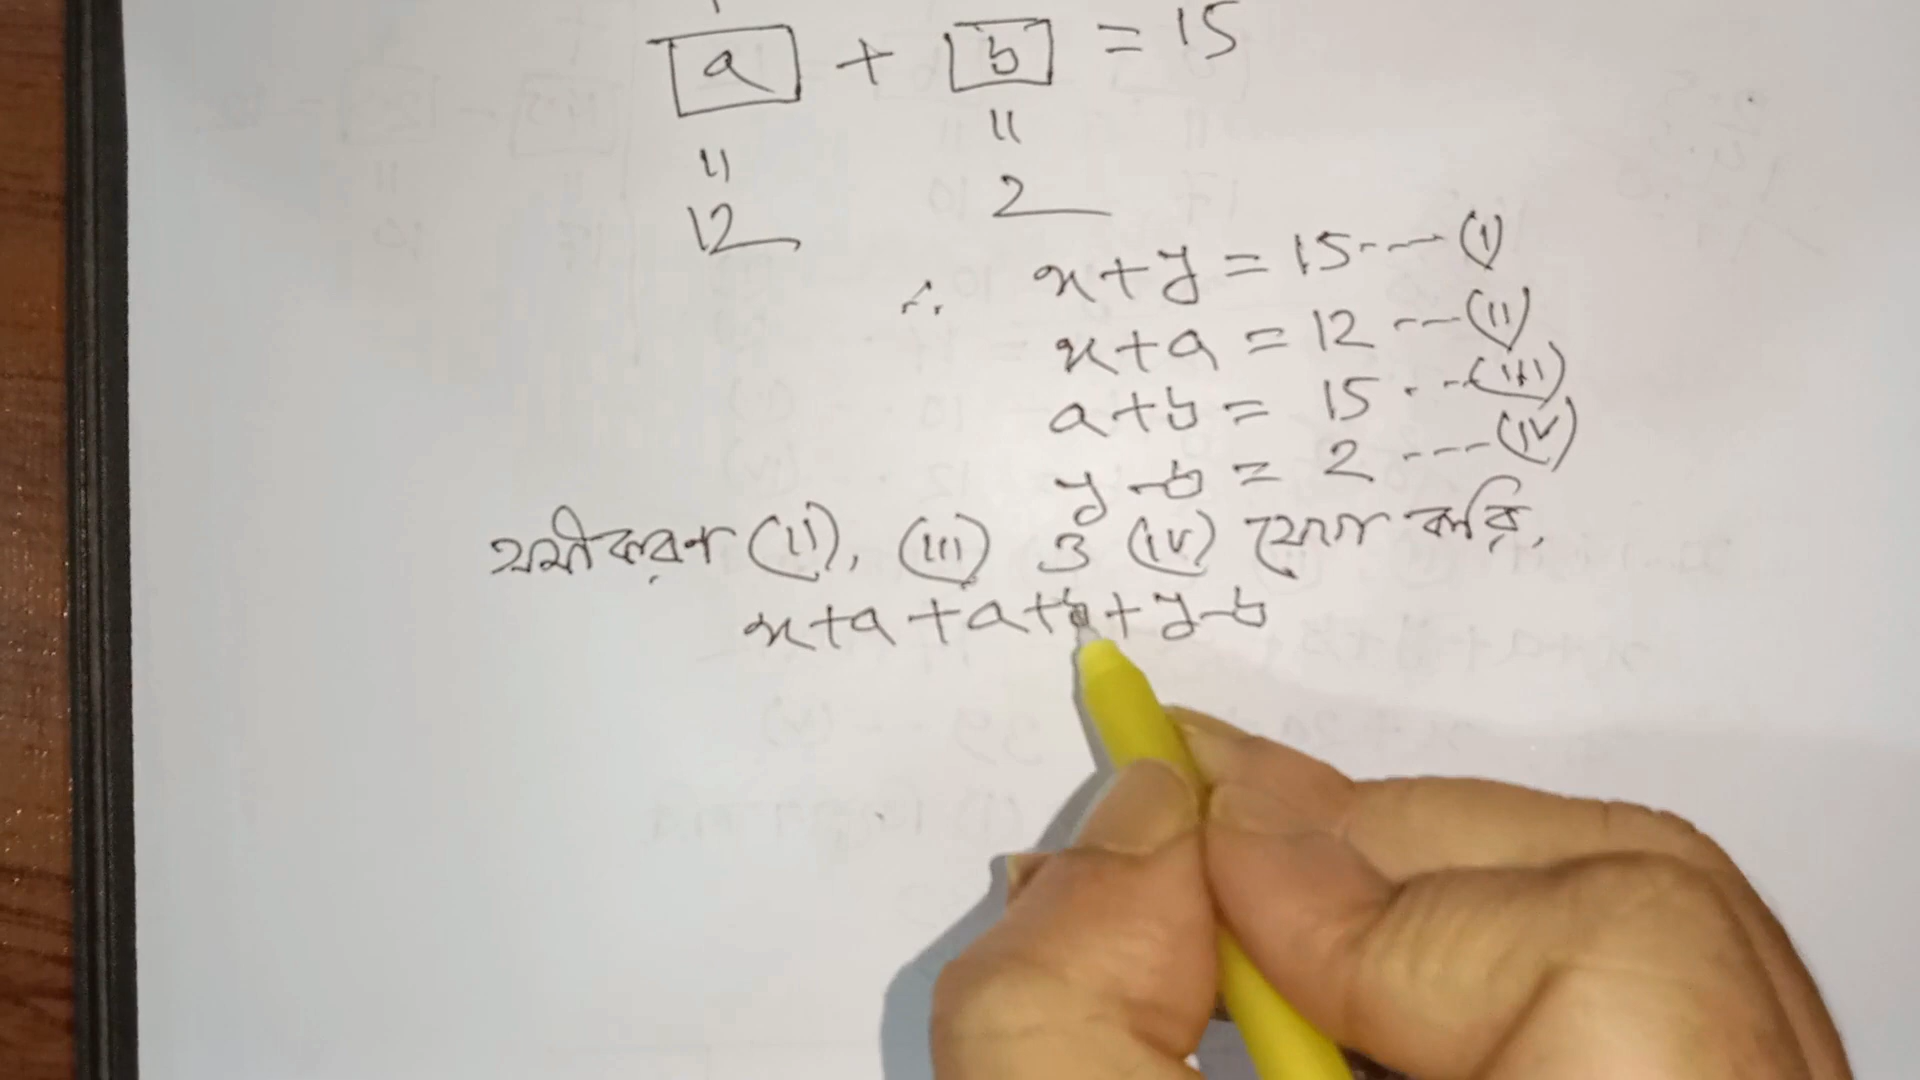 a + b = 15
" "
12 2
∴ x+y = 15 --- (i)
x+a = 12 --- (ii)
a+b = 15 --- (iii)
y-b = 2 --- (iv)
সমীকরণ (ii), (iii) ও (iv) যোগ করি,
x+a+a+b+y-b